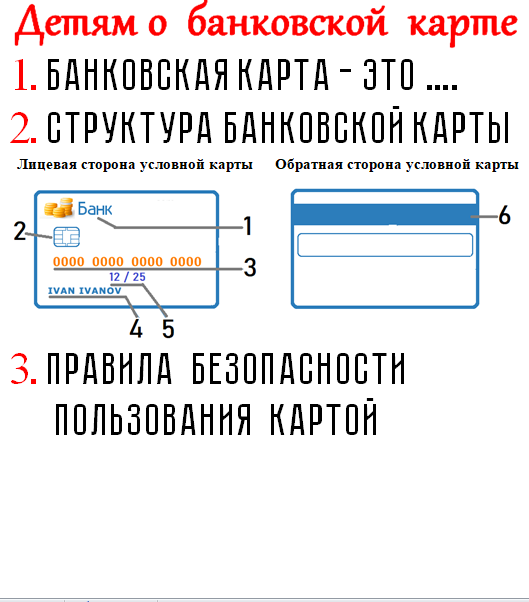 Детям о банковской карте
1. БАНКОВСКАЯ КАРТА - ЭТО ....
2. СТРУКТУРА БАНКОВСКОЙ КАРТЫ
Лицевая сторона условной карты
Обратная сторона условной карты
Банк
1
2
0000 0000 0000 0000
3
12 / 25
IVAN IVANOV
4
5
6
3. ПРАВИЛА БЕЗОПАСНОСТИ
ПОЛЬЗОВАНИЯ КАРТОЙ